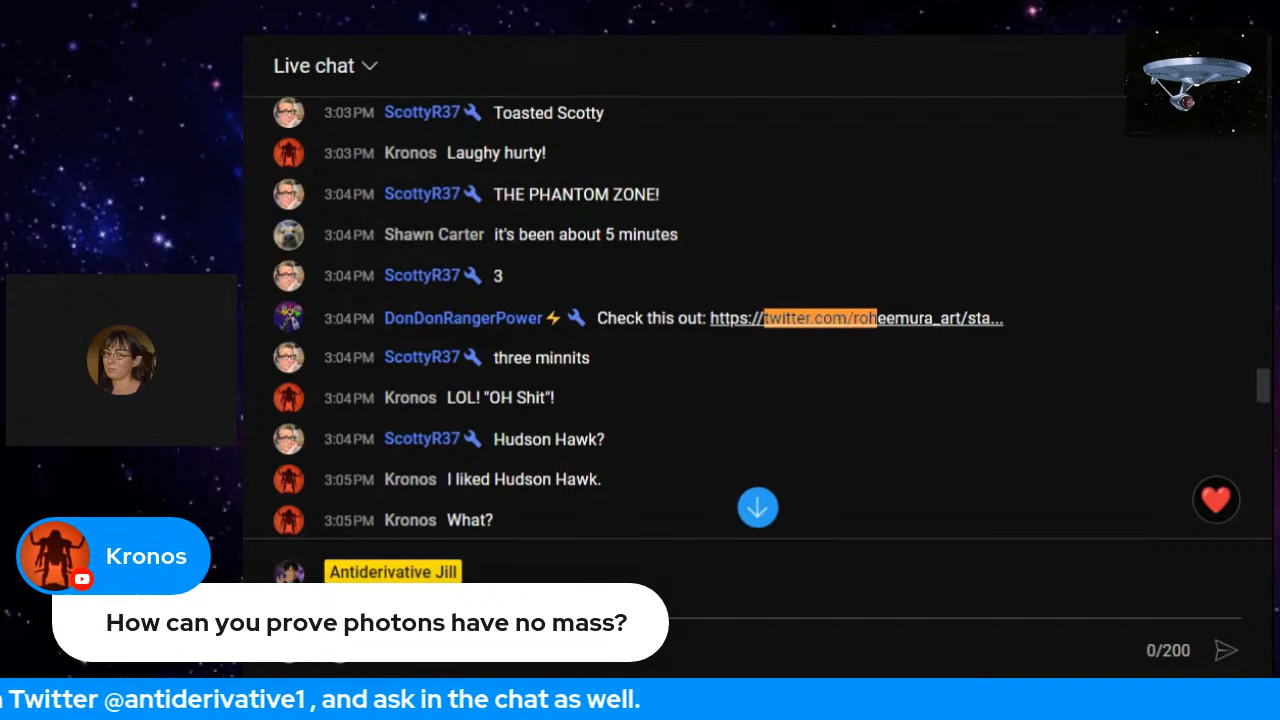 Live chat
3:03 PM ScottyR37 Toasted Scotty
3:03 PM Kronos Laughy hurty!
3:04 PM ScottyR37 THE PHANTOM ZONE!
3:04 PM Shawn Carter it's been about 5 minutes
3:04 PM ScottyR37 3
3:04 PM DonDonRangerPower⚡ Check this out: https://twitter.com/roheemura_art/sta...
3:04 PM ScottyR37 three minnits
3:04 PM Kronos LOL! "OH Shit"!
3:04 PM ScottyR37 Hudson Hawk?
3:05 PM Kronos I liked Hudson Hawk.
3:05 PM Kronos What?
Antiderivative Jill
Kronos
How can you prove photons have no mass?
0/200
Twitter @antiderivative1 , and ask in the chat as well.